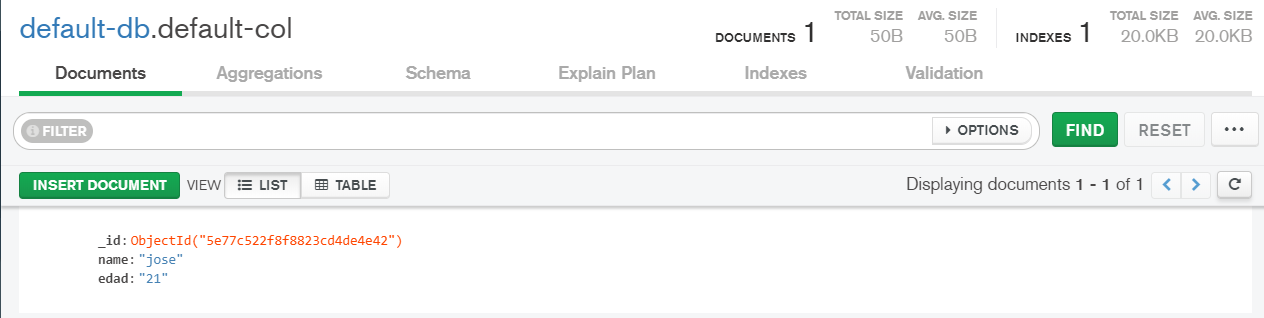 default-db.default-col
DOCUMENTS 1 TOTAL SIZE 50B AVG. SIZE 50B INDEXES 1 TOTAL SIZE 20.0KB AVG. SIZE 20.0KB
Documents Aggregations Schema Explain Plan Indexes Validation
FILTER OPTIONS FIND RESET ...
INSERT DOCUMENT VIEW LIST TABLE Displaying documents 1 - 1 of 1
_id: ObjectId("5e77c522f8f8823cd4de4e42")
name: "jose"
edad: "21"